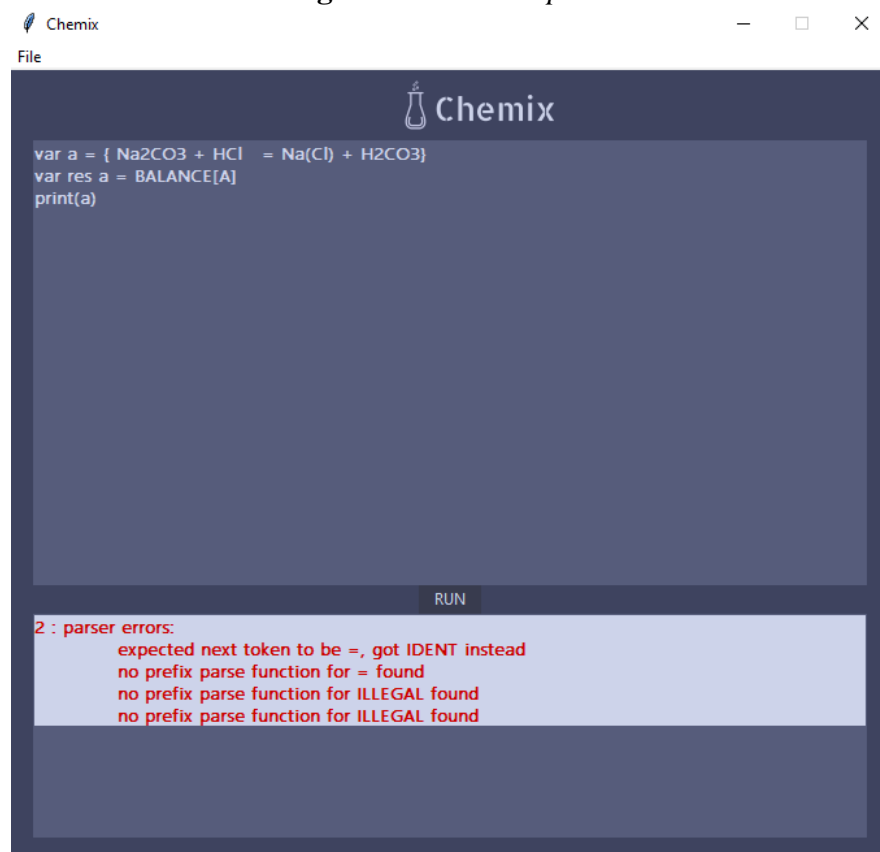 Chemix
File
Chemix
var a = { Na2CO3 + HCl  = Na(Cl) + H2CO3}
var res a = BALANCE[A]
print(a)
RUN
2 : parser errors:
expected next token to be =, got IDENT instead
no prefix parse function for = found
no prefix parse function for ILLEGAL found
no prefix parse function for ILLEGAL found